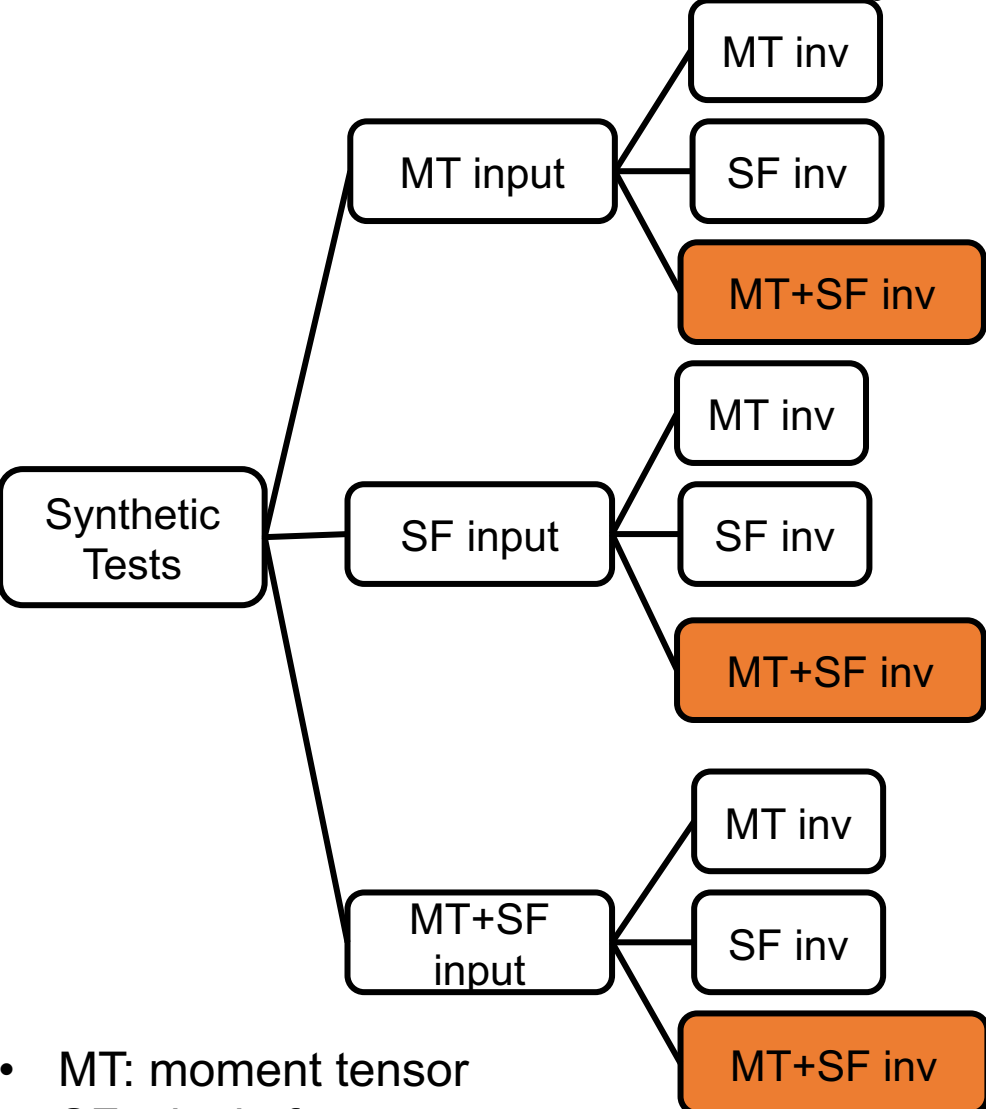 MT inv
MT input
SF inv
MT+SF inv
MT inv
Synthetic
Tests
SF input
SF inv
MT+SF inv
MT inv
MT+SF
input
SF inv
MT+SF inv
• MT: moment tensor